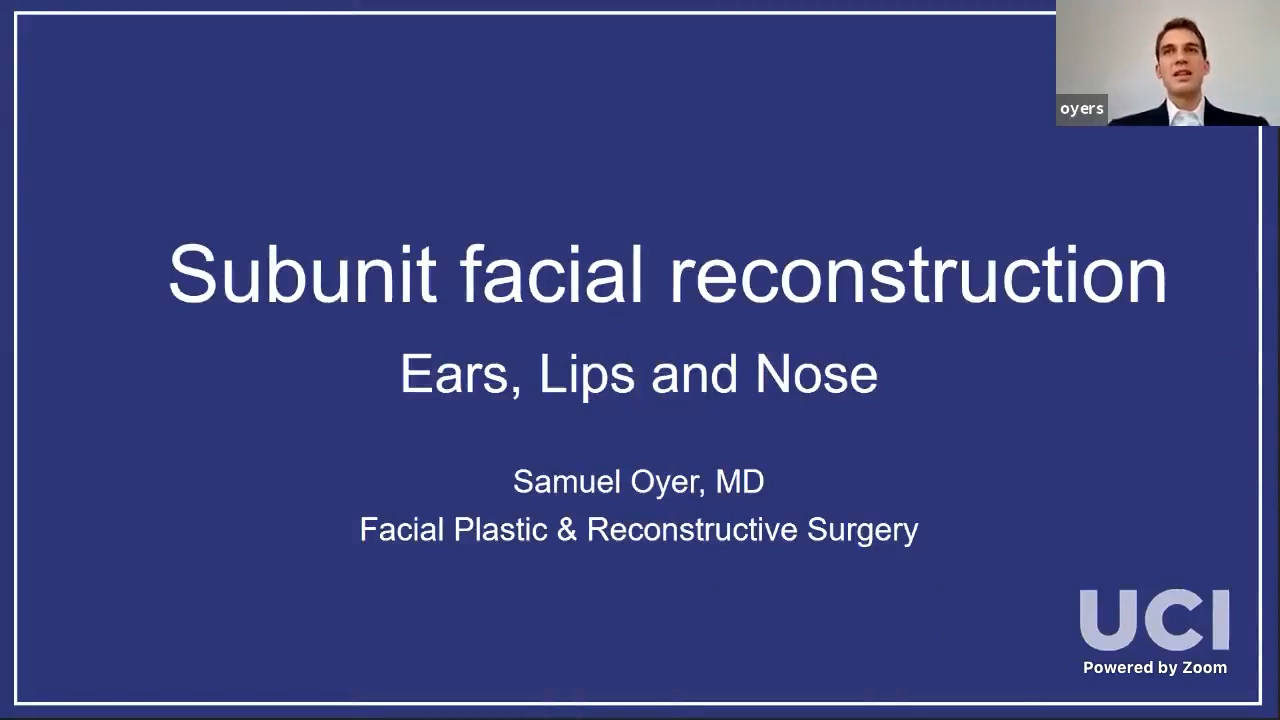 oyers
Subunit facial reconstruction
Ears, Lips and Nose
Samuel Oyer, MD
Facial Plastic & Reconstructive Surgery
UCI
Powered by Zoom